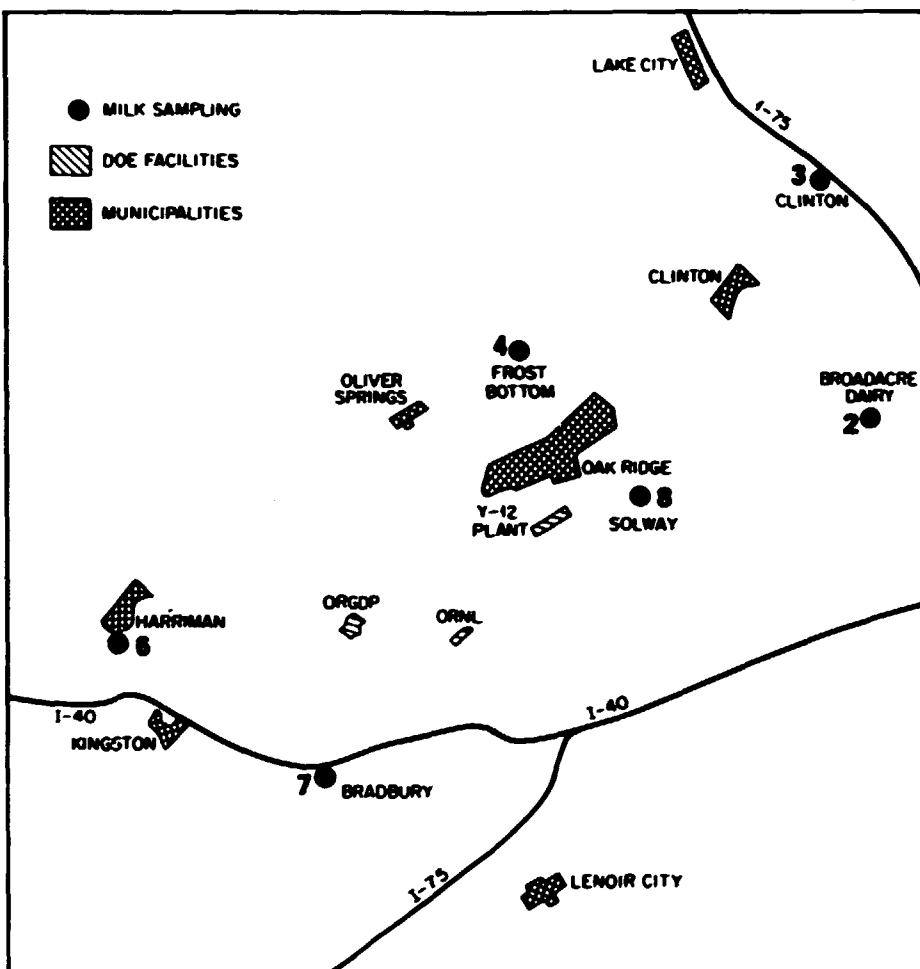 LAKE CITY
MILK SAMPLING
I-75
DOE FACILITIES
3
CLINTON
MUNICIPALITIES
CLINTON
4
FROST
BOTTOM
OLIVER
SPRINGS
BROADACRE
DAIRY
2
OAK RIDGE
8
SOLWAY
Y-12
PLANT
ORGDP
ORNL
HARRIMAN
6
I-40
I-40
KINGSTON
7
BRADBURY
I-75
LENOIR CITY